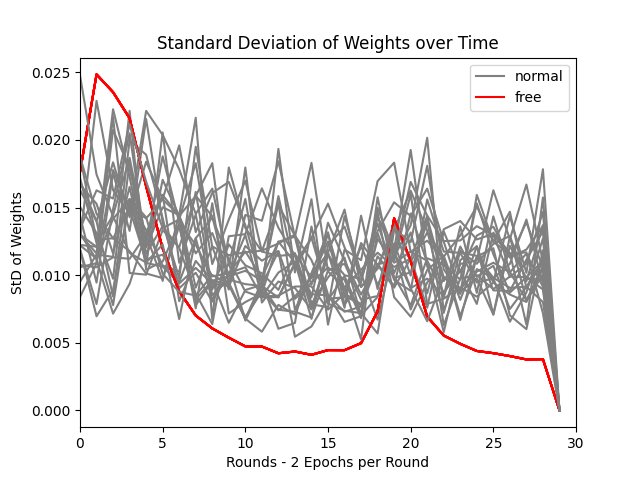 Standard Deviation of Weights over Time
normal
free
StD of Weights
0.025
0.020
0.015
0.010
0.005
0.000
0 5 10 15 20 25 30
Rounds - 2 Epochs per Round